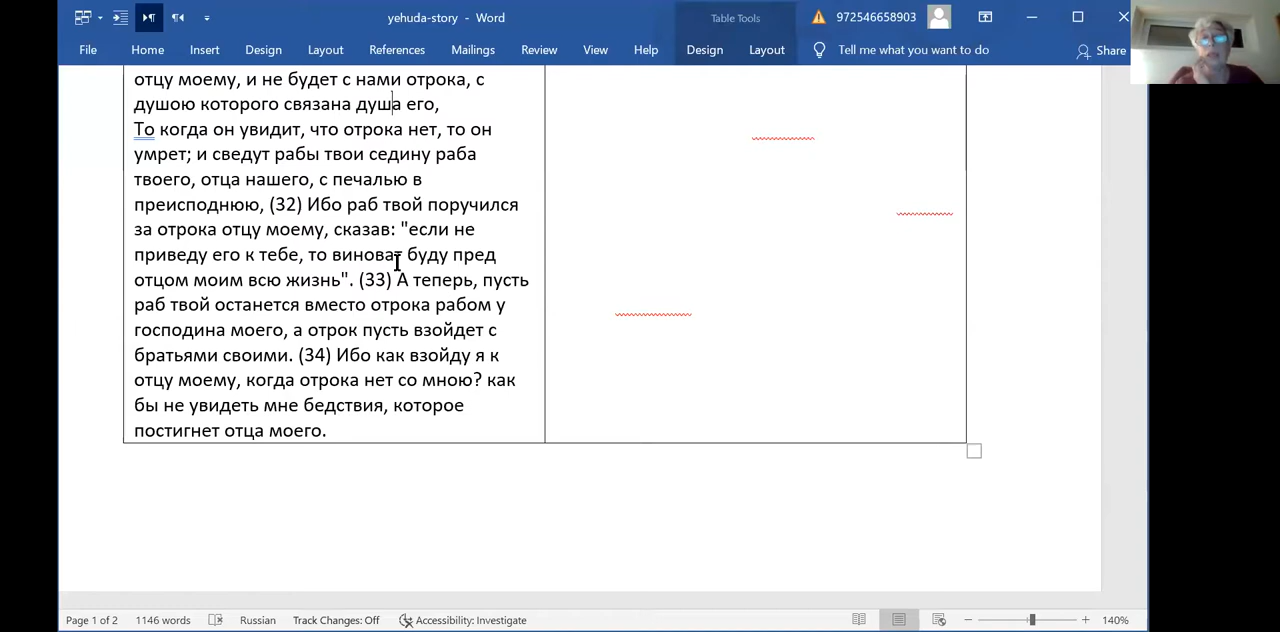 yehuda-story - Word
Table Tools
972546658903
File Home Insert Design Layout References Mailings Review View Help Design Layout Tell me what you want to do Share
отцу моему, и не будет с нами отрока, с
душою которого связана душа его,
То когда он увидит, что отрока нет, то он
умрет; и сведут рабы твои седину раба
твоего, отца нашего, с печалью в
преисподнюю, (32) Ибо раб твой поручился
за отрока отцу моему, сказав: "если не
приведу его к тебе, то виноват буду пред
отцом моим всю жизнь". (33) А теперь, пусть
раб твой останется вместо отрока рабом у
господина моего, а отрок пусть взойдет с
братьями своими. (34) Ибо как взойду я к
отцу моему, когда отрока нет со мною? как
бы не увидеть мне бедствия, которое
постигнет отца моего.
Page 1 of 2 1146 words Russian Track Changes: Off Accessibility: Investigate 140%